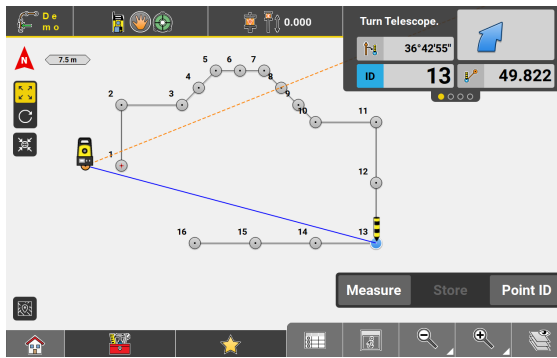 De
mo
0.000
Turn Telescope.
36°42'55"
ID 13 49.822
N
7.5 m
5 6 7
4 8
2 3 9
10 11
1
12
16 15 14 13
Measure Store Point ID